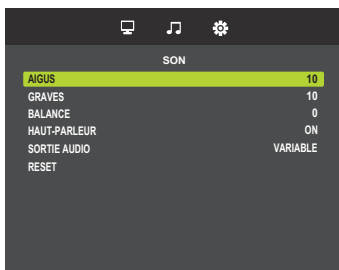 SON
AIGUS 10
GRAVES 10
BALANCE 0
HAUT-PARLEUR ON
SORTIE AUDIO VARIABLE
RESET